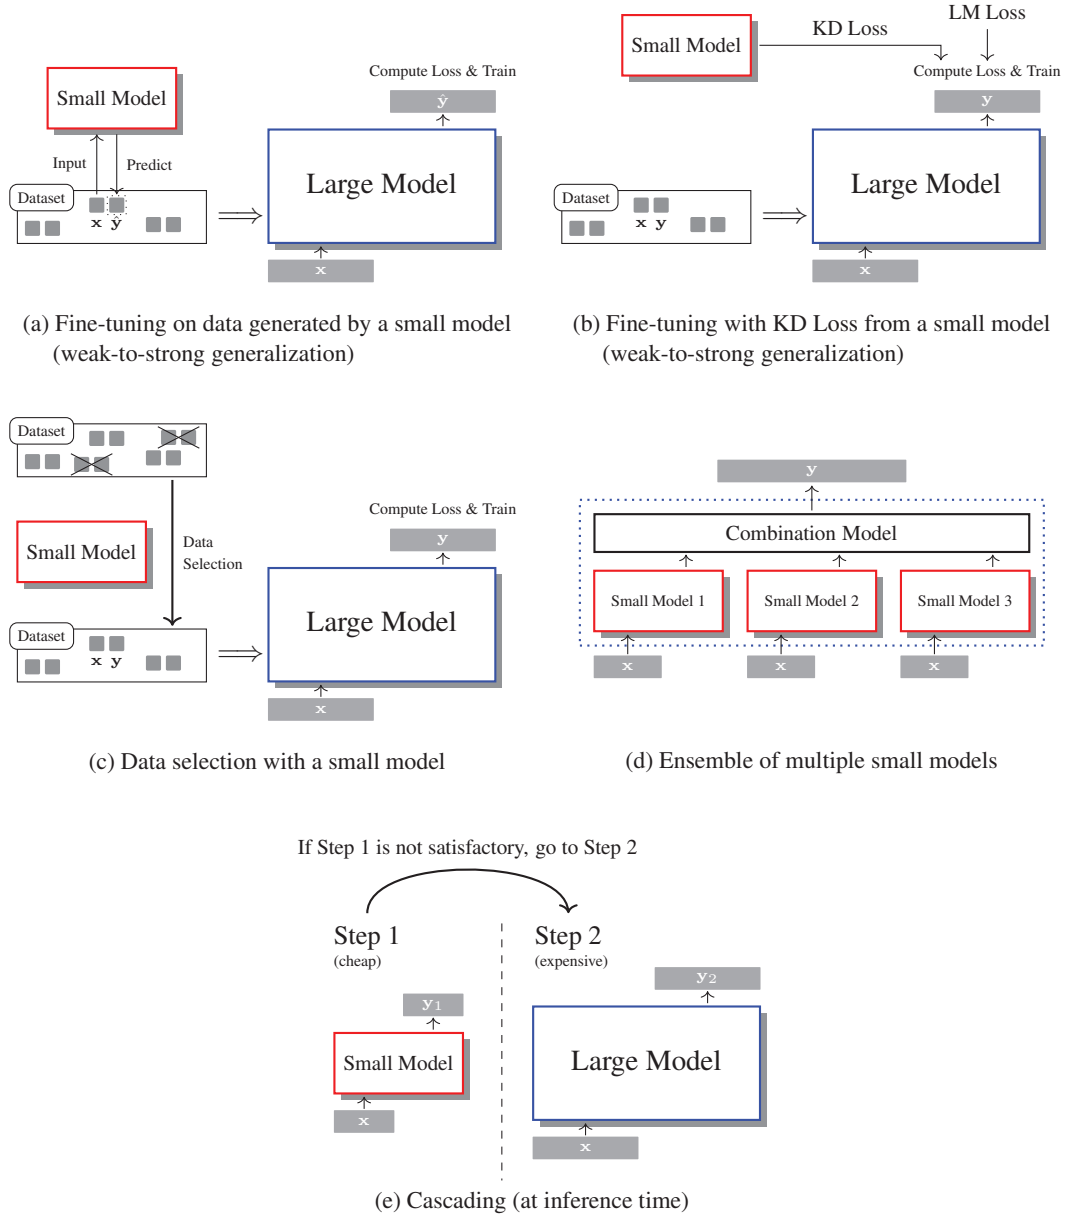 Small Model
Input
Predict
Dataset
x ŷ
Compute Loss & Train
ŷ
Large Model
x
(a) Fine-tuning on data generated by a small model
(weak-to-strong generalization)
Small Model
KD Loss
LM Loss
Compute Loss & Train
y
Dataset
x y
Large Model
x
(b) Fine-tuning with KD Loss from a small model
(weak-to-strong generalization)
Dataset
Small Model
Data
Selection
Dataset
x y
Compute Loss & Train
y
Large Model
x
(c) Data selection with a small model
y
Combination Model
Small Model 1 Small Model 2 Small Model 3
x x x
(d) Ensemble of multiple small models
If Step 1 is not satisfactory, go to Step 2
Step 1
(cheap)
y₁
Small Model
x
Step 2
(expensive)
y₂
Large Model
x
(e) Cascading (at inference time)